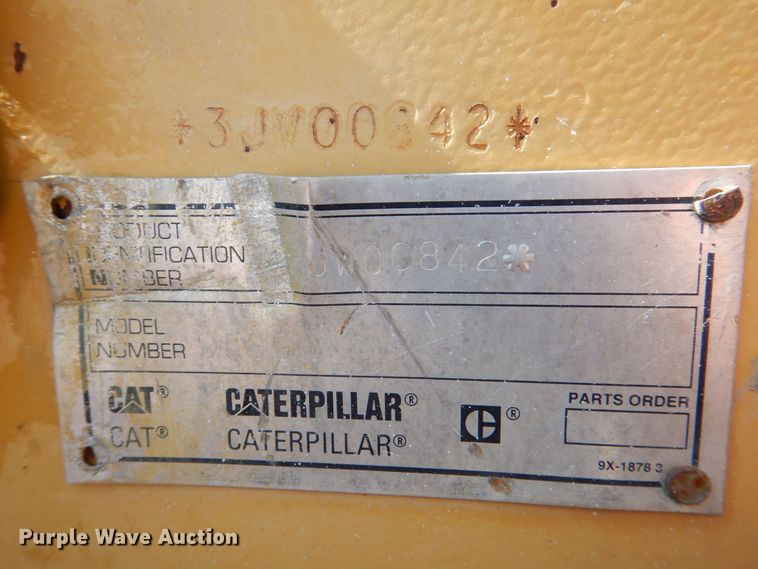 *3JW00842*
PRODUCT
IDENTIFICATION
NUMBER
JW00842*
MODEL
NUMBER
CAT® CATERPILLAR® ®
CAT® CATERPILLAR®
PARTS ORDER
9X-1878 3
Purple Wave Auction®